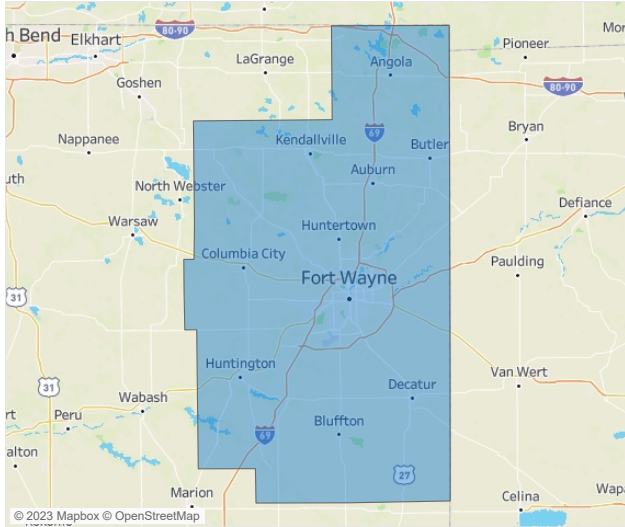 80-90
h Bend
Elkhart
Pioneer
Mor
LaGrange
Angola
Goshen
80-90
69
Bryan
Nappanee
Kendallville
Butler
Auburn
uth
North Webster
Defiance
Warsaw
Huntertown
Columbia City
Paulding
Fort Wayne
31
Huntington
Van Wert
31
Decatur
Wabash
rt
Peru
Bluffton
69
alton
27
Marion
Celina
Wapa
© 2023 Mapbox © OpenStreetMap